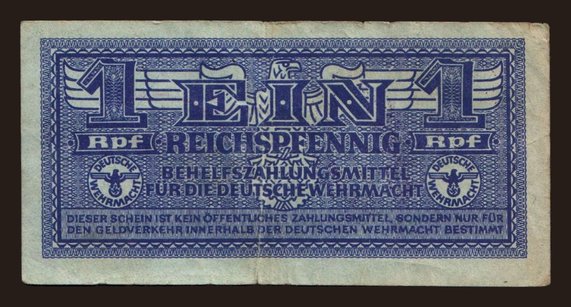 1 EIN 1
Rpf REICHSPFENNIG Rpf
BEHELFSZAHLUNGSMITTEL
FÜR DIE DEUTSCHE WEHRMACHT
DEUTSCHE WEHRMACHT
DEUTSCHE WEHRMACHT
DIESER SCHEIN IST KEIN ÖFFENTLICHES ZAHLUNGSMITTEL, SONDERN NUR FÜR
DEN GELDVERKEHR INNERHALB DER DEUTSCHEN WEHRMACHT BESTIMMT